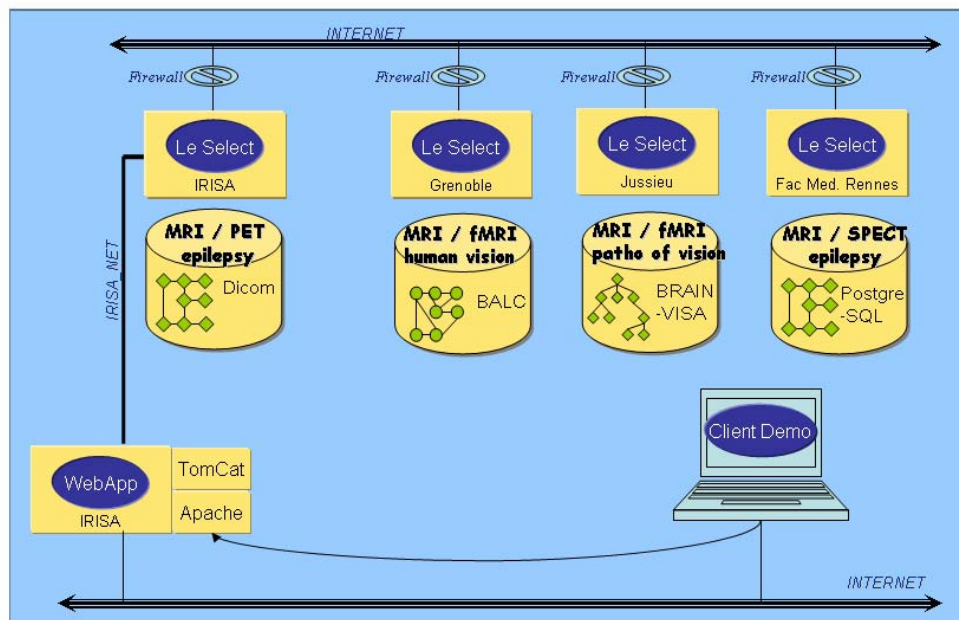 INTERNET
Firewall
Firewall
Firewall
Firewall
Le Select
IRISA
Le Select
Grenoble
Le Select
Jussieu
Le Select
Fac Med. Rennes
IRISA_NET
MRI / PET
epilepsy
Dicom
MRI / fMRI
human vision
BALC
MRI / fMRI
patho of vision
BRAIN
-VISA
MRI / SPECT
epilepsy
Postgre
-SQL
Client Demo
WebApp
IRISA
TomCat
Apache
INTERNET